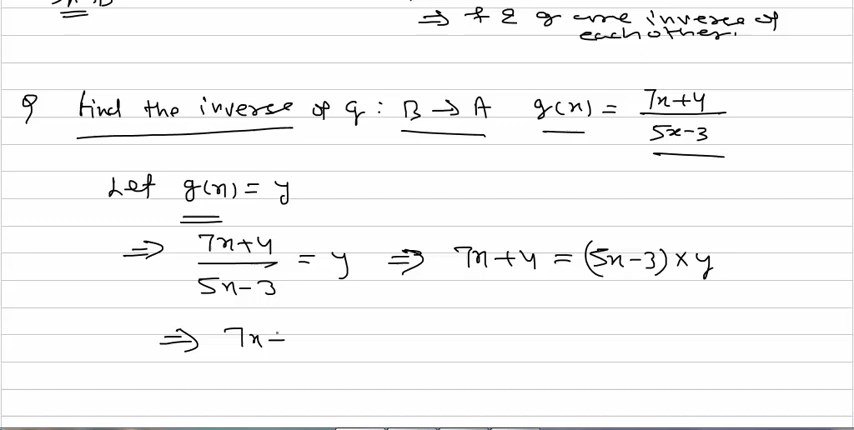 ⇒ f & g are inverse of
each other.
Q find the inverse of g : B → A g(x) = 7x+4 / 5x-3
Let g(x) = y
⇒ 7x+4 / 5x-3 = y ⇒ 7x+4 = (5x-3) × y
⇒ 7x -